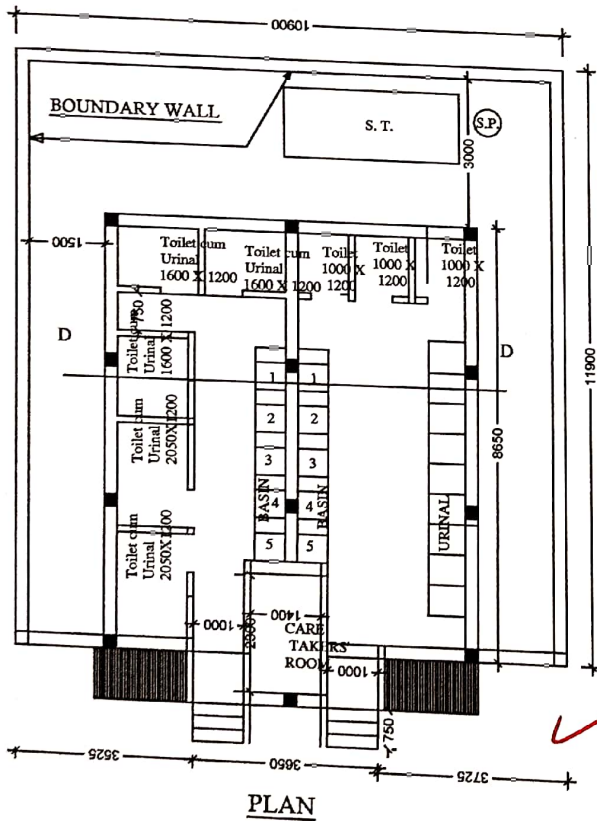 10900
BOUNDARY WALL
S. T.
S.P.
3000
1500
11900
Toilet cum
Urinal
1600 X 1200
Toilet cum
Urinal
1600 X 1200
Toilet
1000 X
1200
Toilet
1000 X
1200
Toilet
1000 X
1200
750
Toilet cum
Urinal
1600 X 1200
D
D
1
1
2
2
3
3
4
4
5
5
BASIN
BASIN
Toilet cum
Urinal
2050X1200
Toilet cum
Urinal
2050X1200
URINAL
8650
1000
2000
1400
CARE
TAKERS'
ROOM
1000
750
3525
3650
3725
PLAN